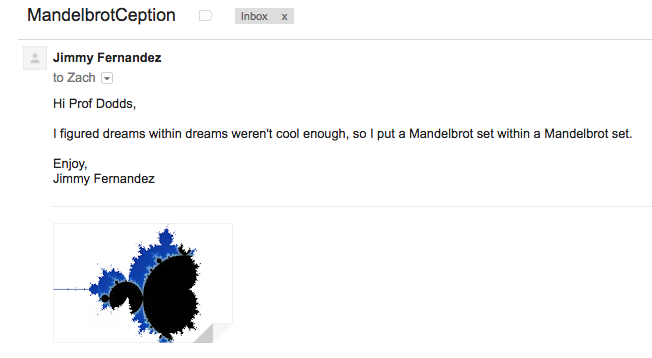 MandelbrotCeption
Inbox x
Jimmy Fernandez
to Zach
Hi Prof Dodds,
I figured dreams within dreams weren't cool enough, so I put a Mandelbrot set within a Mandelbrot set.
Enjoy,
Jimmy Fernandez